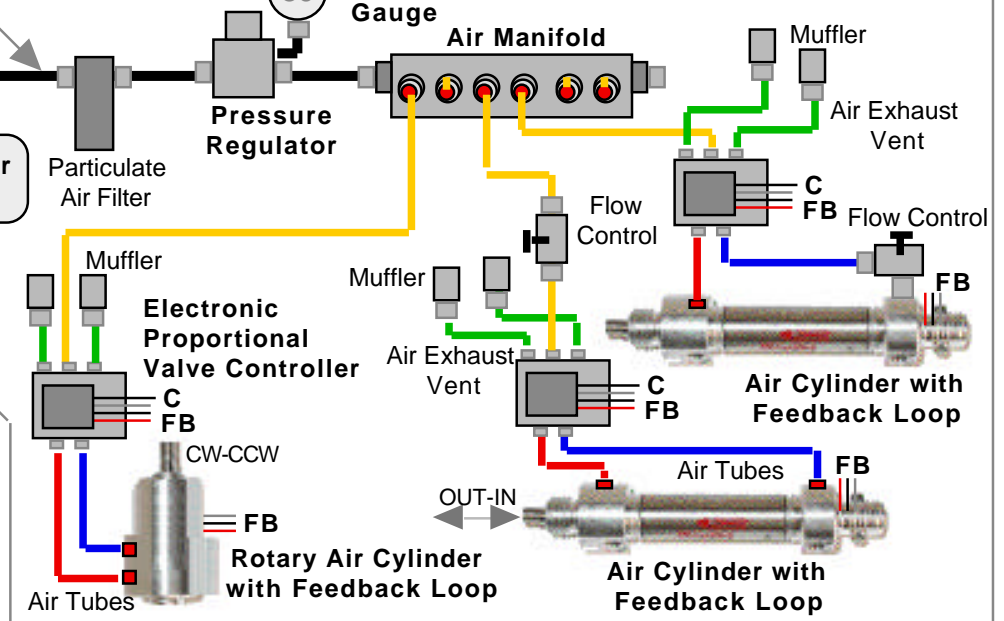 Gauge
Air Manifold
Muffler
Air Exhaust
Vent
Pressure
Regulator
r
Particulate
Air Filter
C
FB
Flow
Control
Flow Control
FB
Muffler
Muffler
Electronic
Proportional
Valve Controller
Air Exhaust
Vent
C
FB
Air Cylinder with
Feedback Loop
C
FB
CW-CCW
Air Tubes
FB
OUT-IN
FB
Rotary Air Cylinder
with Feedback Loop
Air Cylinder with
Feedback Loop
Air Tubes